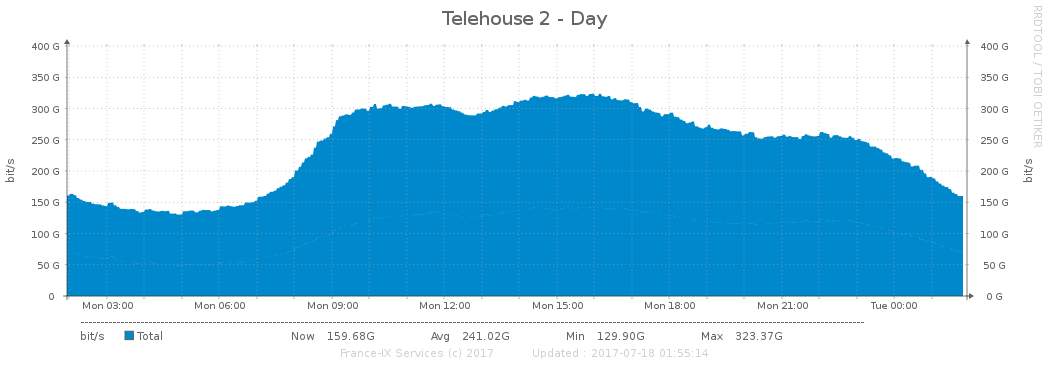 Telehouse 2 - Day
RRDTOOL / TOBI OETIKER
bit/s
400 G
350 G
300 G
250 G
200 G
150 G
100 G
50 G
0
400 G
350 G
300 G
250 G
200 G
150 G
100 G
50 G
0 G
bit/s
Mon 03:00 Mon 06:00 Mon 09:00 Mon 12:00 Mon 15:00 Mon 18:00 Mon 21:00 Tue 00:00
bit/s Total Now 159.68G Avg 241.02G Min 129.90G Max 323.37G
France-IX Services (c) 2017 Updated : 2017-07-18 01:55:14